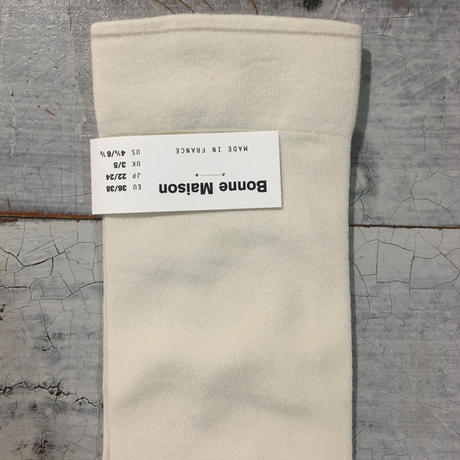 Bonne Maison
MADE IN FRANCE
EU 36/38
JP 22/24
UK 3/5
US 4½/6½